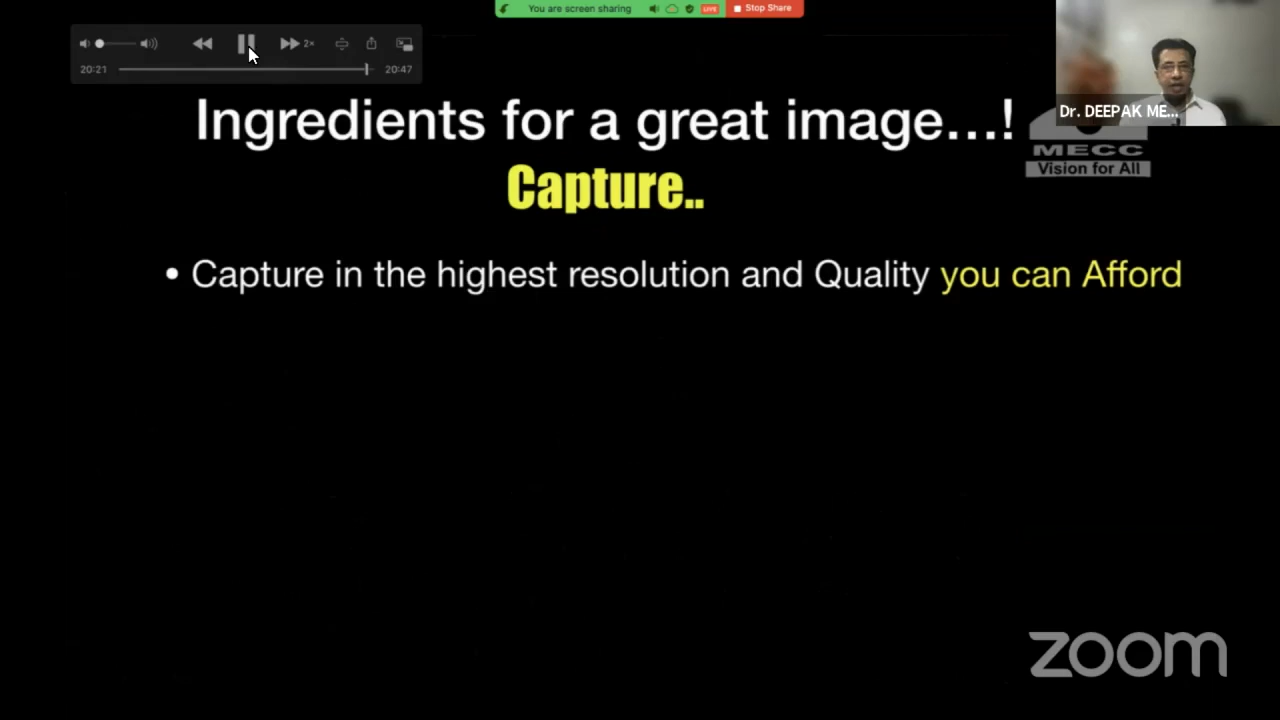 You are screen sharing
LIVE
Stop Share
2×
20:21
20:47
Dr. DEEPAK ME...
Ingredients for a great image...!
MECC
Vision for All
Capture..
• Capture in the highest resolution and Quality you can Afford
zoom